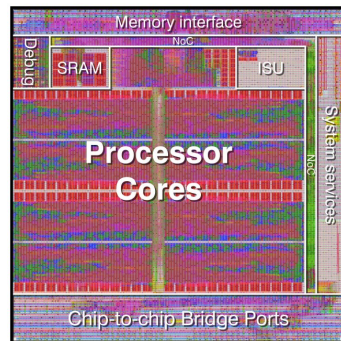 Memory interface
NoC
Debug
SRAM
ISU
System services
NoC
Processor
Cores
Chip-to-chip Bridge Ports